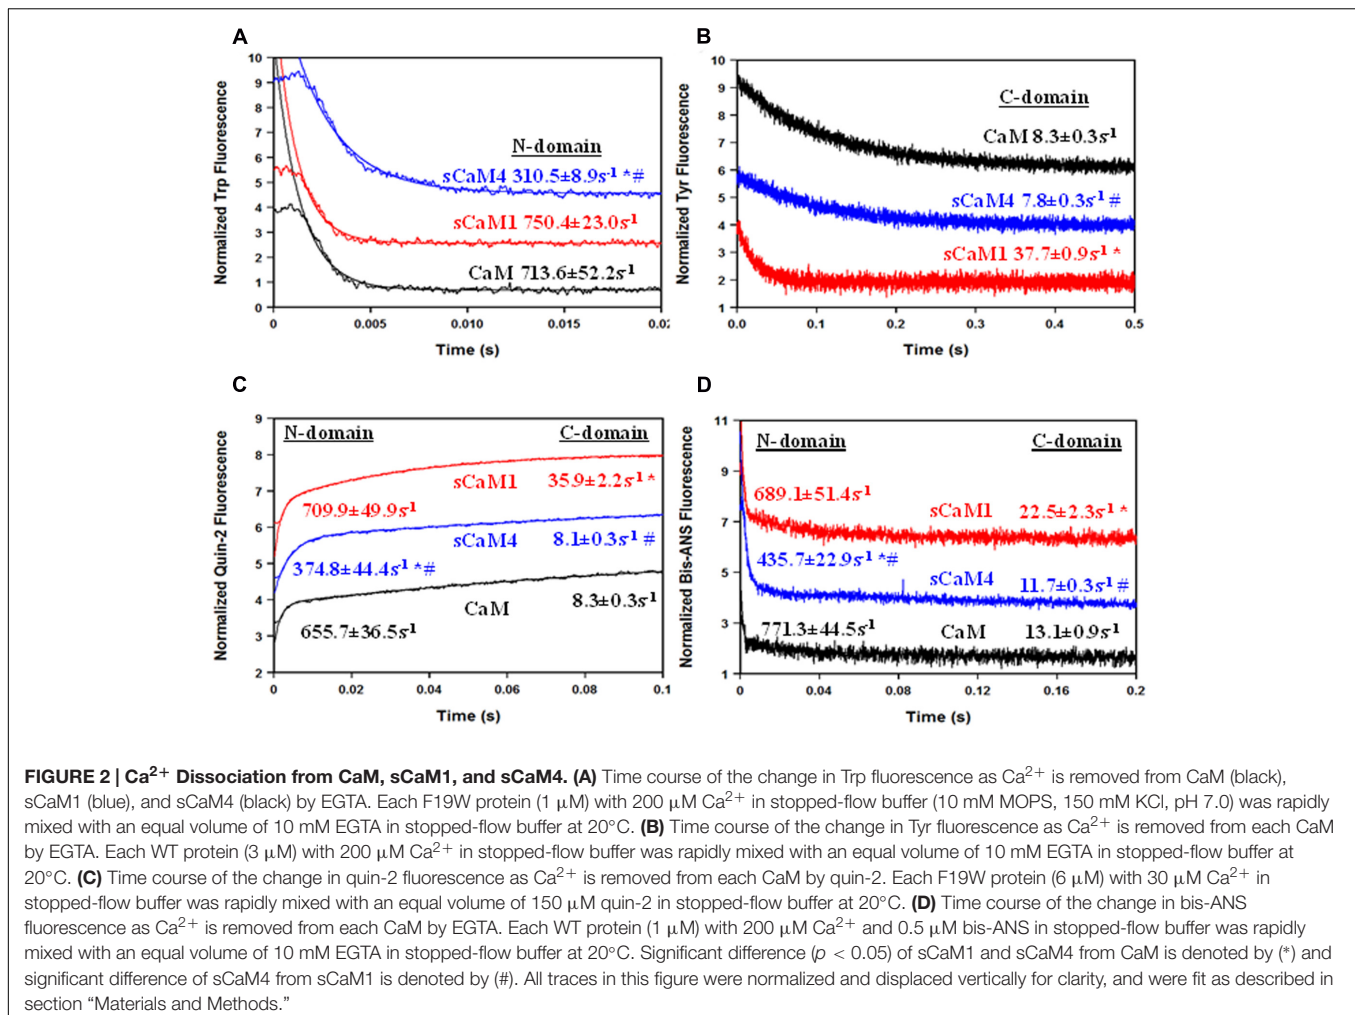 A
Normalized Trp Fluorescence
10
9
8
7
6
5
4
3
2
1
0
N-domain
sCaM4 310.5±8.9s-1 *#
sCaM1 750.4±23.0s1
CaM 713.6±52.2s1
0
0.005
0.010
0.015
0.02
Time (s)
B
Normalized Tyr Fluorescence
10
9
8
7
6
5
4
3
2
1
C-domain
CaM 8.3±0.3s1
sCaM4 7.8±0.3s1 #
sCaM1 37.7±0.9s1 *
0.0
0.1
0.2
0.3
0.4
0.5
Time (s)
C
Normalized Quin-2 Fluorescence
9
8
7
6
5
4
3
2
N-domain
C-domain
sCaM1
35.9±2.2s1 *
709.9±49.9s1
sCaM4
8.1±0.3s1 #
374.8±44.4s1 *#
CaM
8.3±0.3s1
655.7±36.5s1
0
0.02
0.04
0.06
0.08
0.1
Time (s)
D
Normalized Bis-ANS Fluorescence
11
9
7
5
3
1
N-domain
C-domain
689.1±51.4s1
sCaM1
22.5±2.3s1 *
435.7±22.9s1 *#
sCaM4
11.7±0.3s1 #
771.3±44.5s1
CaM
13.1±0.9s1
0
0.04
0.08
0.12
0.16
0.2
Time (s)
FIGURE 2 | Ca2+ Dissociation from CaM, sCaM1, and sCaM4. (A) Time course of the change in Trp fluorescence as Ca2+ is removed from CaM (black),
sCaM1 (blue), and sCaM4 (black) by EGTA. Each F19W protein (1 μM) with 200 μM Ca2+ in stopped-flow buffer (10 mM MOPS, 150 mM KCl, pH 7.0) was rapidly
mixed with an equal volume of 10 mM EGTA in stopped-flow buffer at 20°C. (B) Time course of the change in Tyr fluorescence as Ca2+ is removed from each CaM
by EGTA. Each WT protein (3 μM) with 200 μM Ca2+ in stopped-flow buffer was rapidly mixed with an equal volume of 10 mM EGTA in stopped-flow buffer at
20°C. (C) Time course of the change in quin-2 fluorescence as Ca2+ is removed from each CaM by quin-2. Each F19W protein (6 μM) with 30 μM Ca2+ in
stopped-flow buffer was rapidly mixed with an equal volume of 150 μM quin-2 in stopped-flow buffer at 20°C. (D) Time course of the change in bis-ANS
fluorescence as Ca2+ is removed from each CaM by EGTA. Each WT protein (1 μM) with 200 μM Ca2+ and 0.5 μM bis-ANS in stopped-flow buffer was rapidly
mixed with an equal volume of 10 mM EGTA in stopped-flow buffer at 20°C. Significant difference (p < 0.05) of sCaM1 and sCaM4 from CaM is denoted by (*) and
significant difference of sCaM4 from sCaM1 is denoted by (#). All traces in this figure were normalized and displaced vertically for clarity, and were fit as described in
section “Materials and Methods.”